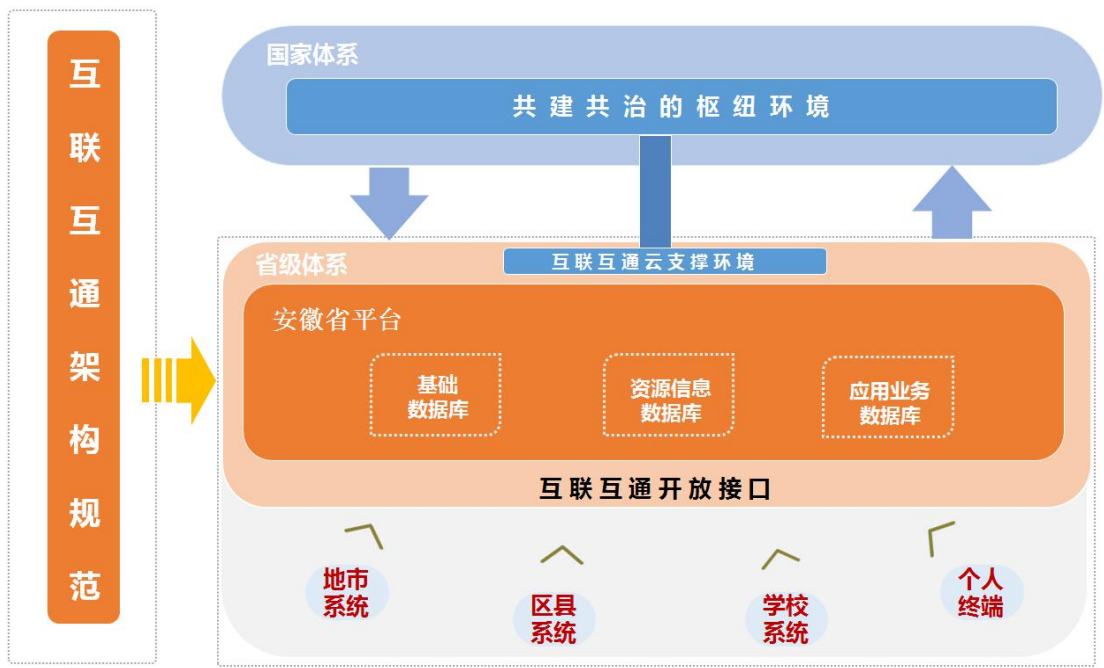 互联互通架构规范
国家体系
共建共治的枢纽环境
省级体系
互联互通云支撑环境
安徽省平台
基础
数据库
资源信息
数据库
应用业务
数据库
互联互通开放接口
地市
系统
区县
系统
学校
系统
个人
终端